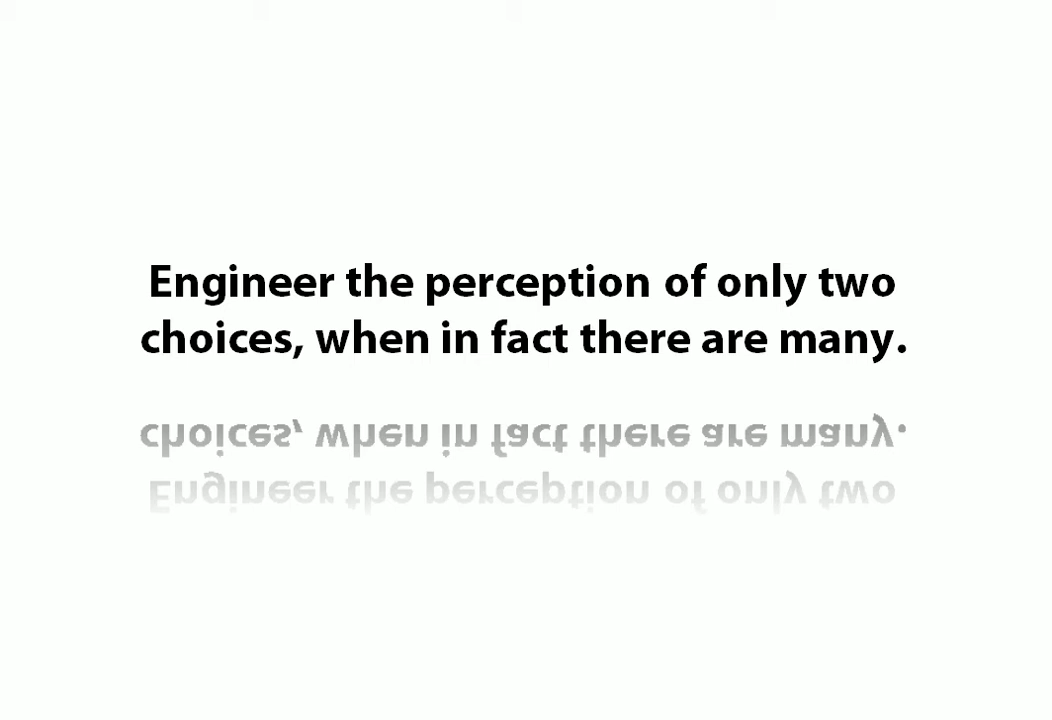 Engineer the perception of only two
choices, when in fact there are many.